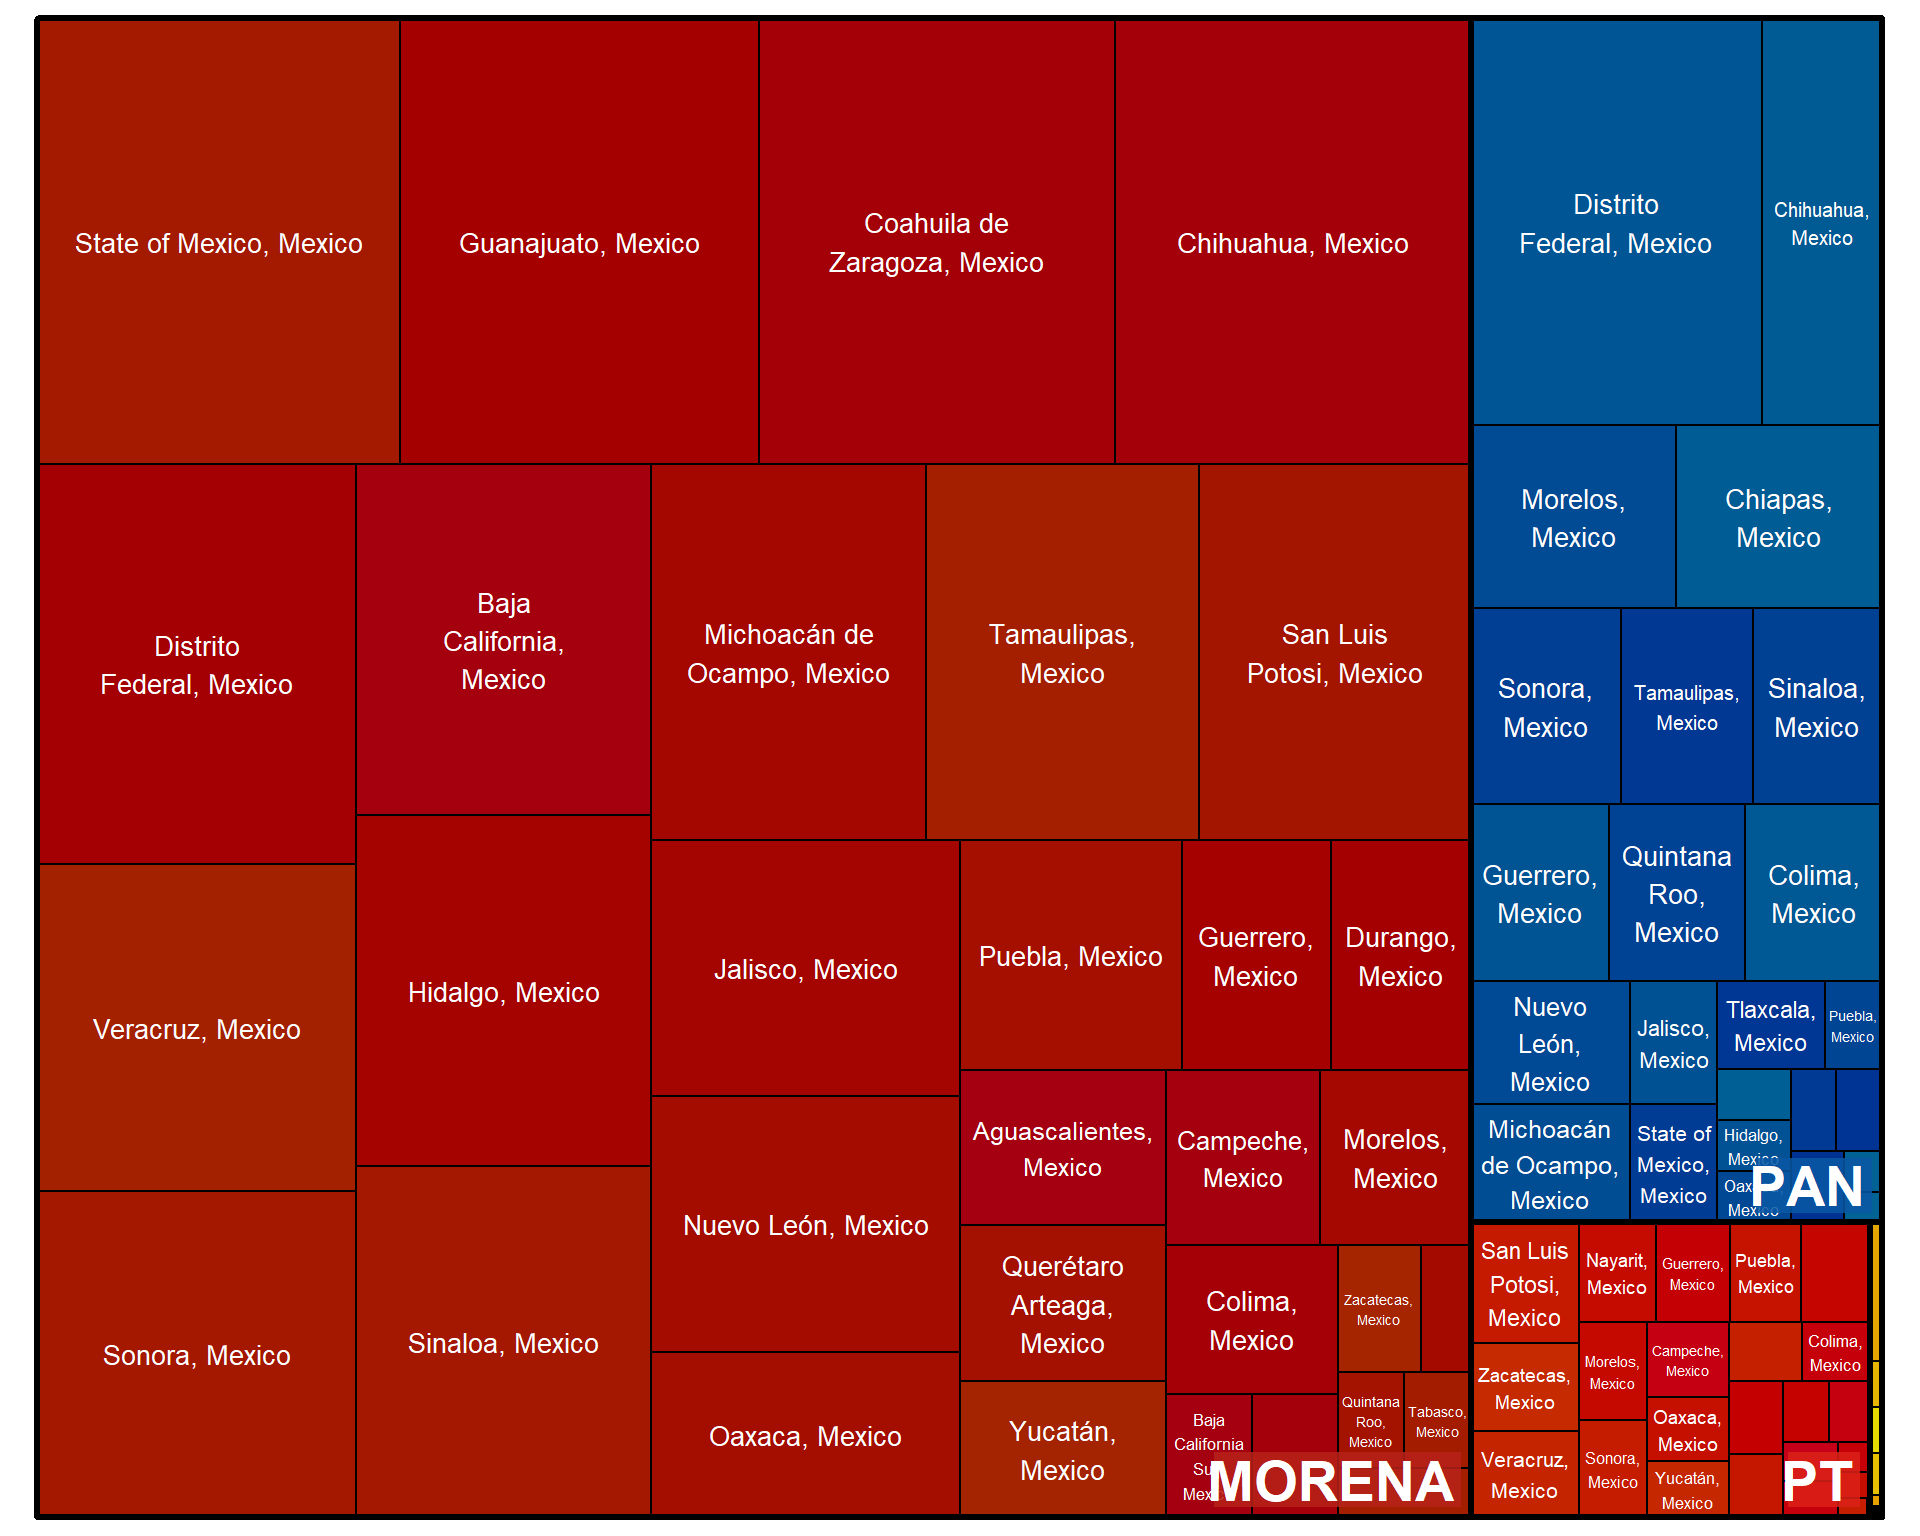 State of Mexico, Mexico
Guanajuato, Mexico
Coahuila de
Zaragoza, Mexico
Chihuahua, Mexico
Distrito
Federal, Mexico
Chihuahua,
Mexico
Morelos,
Mexico
Chiapas,
Mexico
Distrito
Federal, Mexico
Baja
California,
Mexico
Michoacán de
Ocampo, Mexico
Tamaulipas,
Mexico
San Luis
Potosi, Mexico
Sonora,
Mexico
Tamaulipas,
Mexico
Sinaloa,
Mexico
Guerrero,
Mexico
Quintana
Roo,
Mexico
Colima,
Mexico
Veracruz, Mexico
Hidalgo, Mexico
Jalisco, Mexico
Puebla, Mexico
Guerrero,
Mexico
Durango,
Mexico
Nuevo
León,
Mexico
Jalisco,
Mexico
Tlaxcala,
Mexico
Puebla,
Mexico
Aguascalientes,
Mexico
Campeche,
Mexico
Morelos,
Mexico
Michoacán
de Ocampo,
Mexico
State of
Mexico,
Mexico
Hidalgo,
Mexico
Mexico
PAN
Sonora, Mexico
Sinaloa, Mexico
Nuevo León, Mexico
Oaxaca, Mexico
Querétaro
Arteaga,
Mexico
Yucatán,
Mexico
Colima,
Mexico
Zacatecas,
Mexico
Baja
California
Quintana
Roo,
Mexico
Tabasco,
Mexico
MORENA
San Luis
Potosi,
Mexico
Nayarit,
Mexico
Guerrero,
Mexico
Puebla,
Mexico
Zacatecas,
Mexico
Morelos,
Mexico
Campeche,
Mexico
Colima,
Mexico
Oaxaca,
Mexico
Veracruz,
Mexico
Sonora,
Mexico
Yucatán,
Mexico
PT